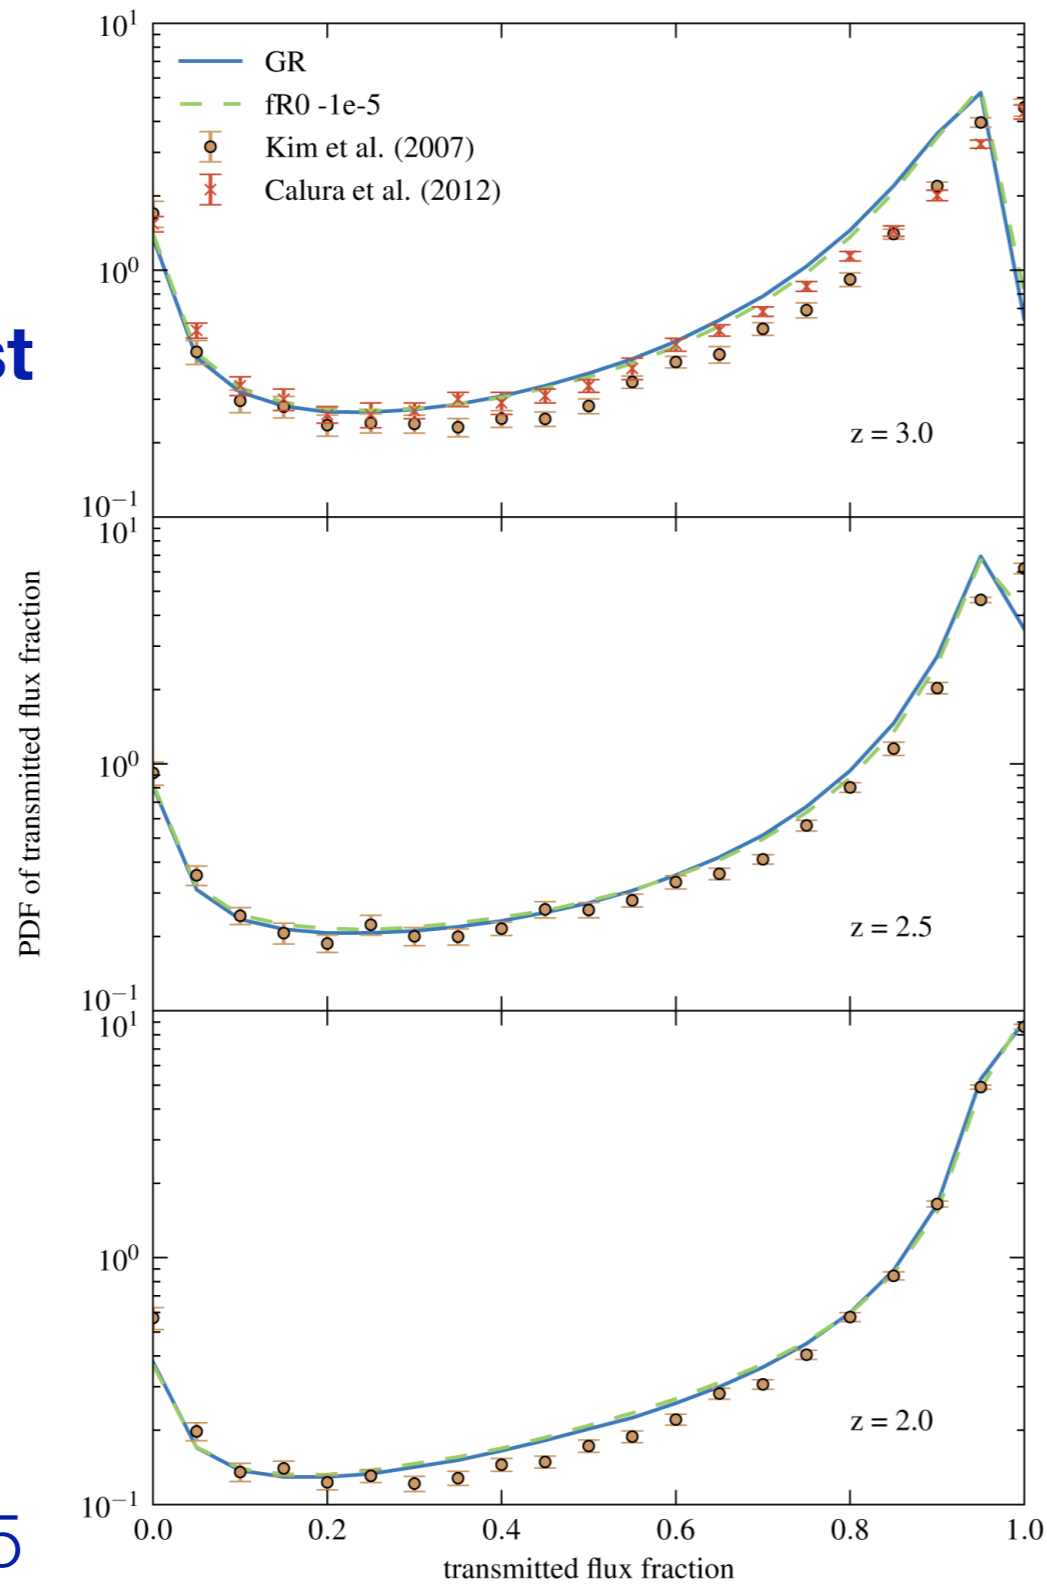 10^1
GR
fR0 -1e-5
Kim et al. (2007)
Calura et al. (2012)
10^0
st
z = 3.0
10^−1
10^1
PDF of transmitted flux fraction
10^0
z = 2.5
10^−1
10^1
10^0
z = 2.0
10^−1
5
0.0 0.2 0.4 0.6 0.8 1.0
transmitted flux fraction